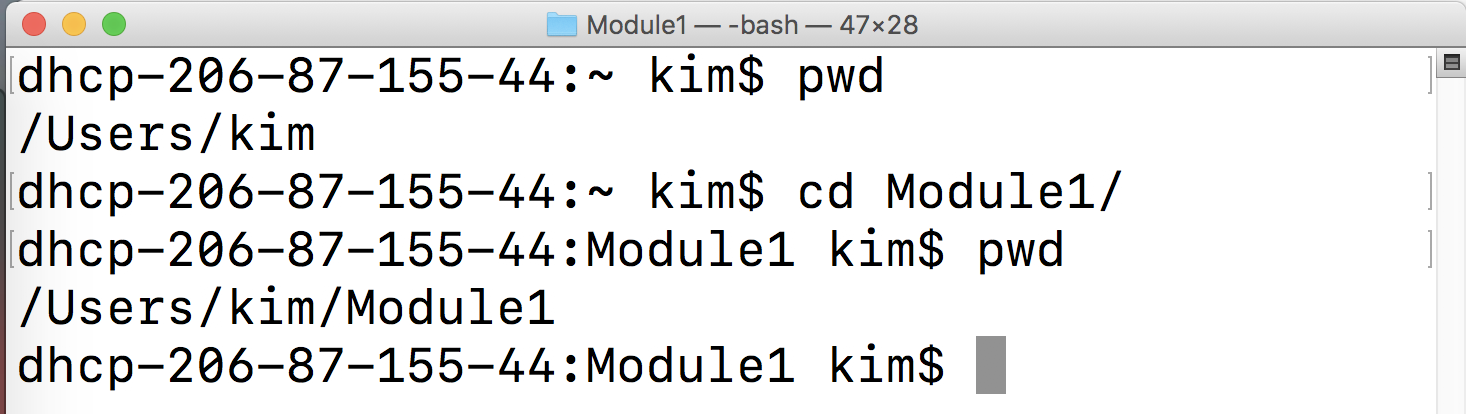 Module1 — -bash — 47×28
dhcp-206-87-155-44:~ kim$ pwd
/Users/kim
dhcp-206-87-155-44:~ kim$ cd Module1/
dhcp-206-87-155-44:Module1 kim$ pwd
/Users/kim/Module1
dhcp-206-87-155-44:Module1 kim$